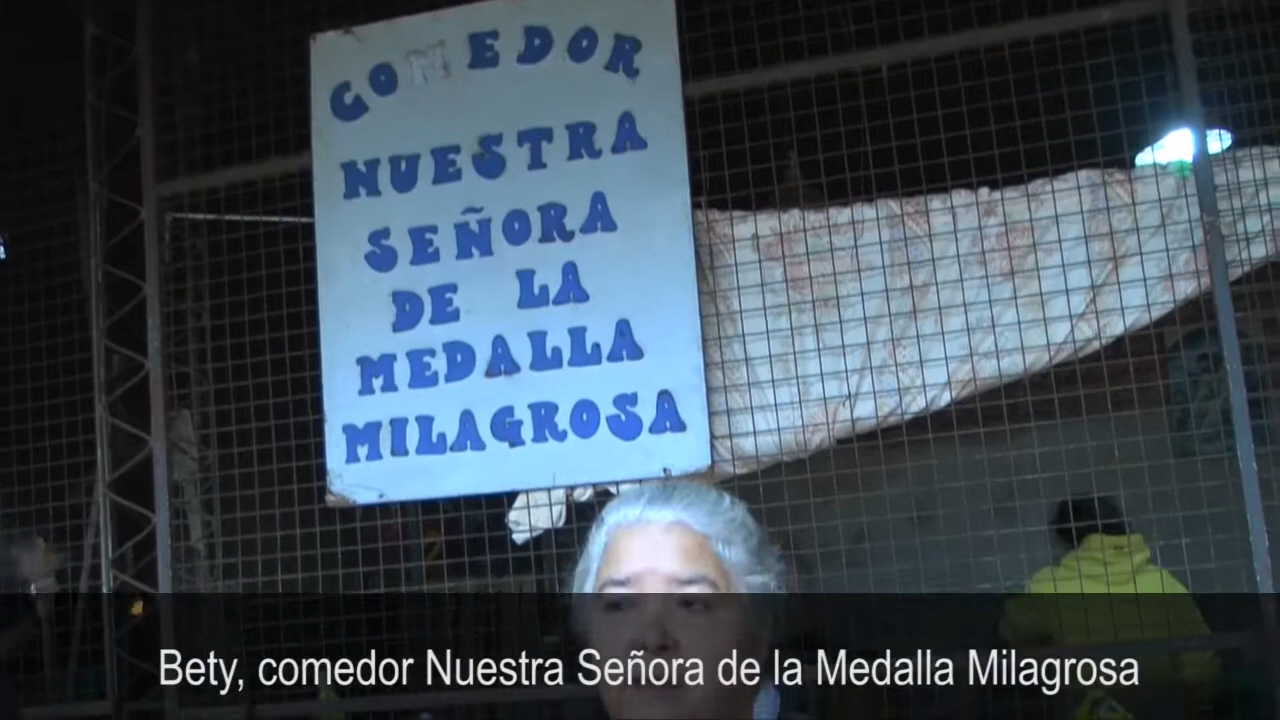 COMEDOR
NUESTRA
SEÑORA
DE LA
MEDALLA
MILAGROSA
Bety, comedor Nuestra Señora de la Medalla Milagrosa